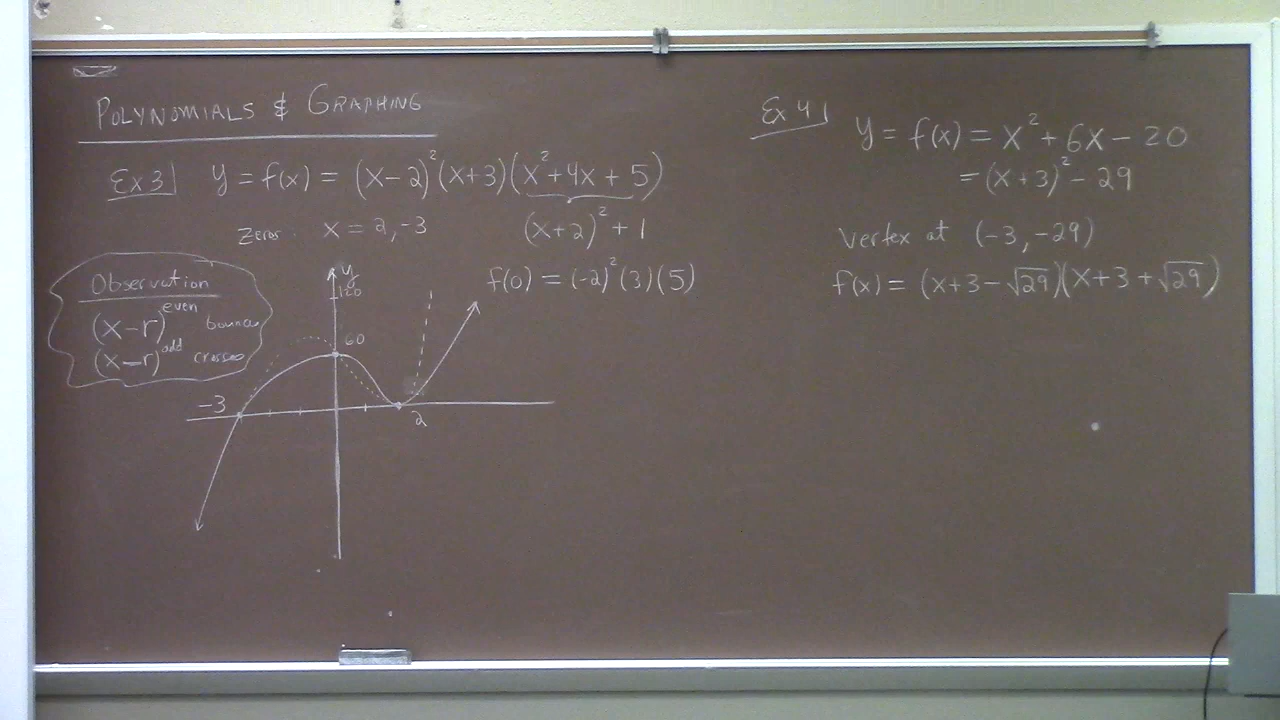 POLYNOMIALS & GRAPHING
Ex 3 y = f(x) = (x-2)²(x+3)(x²+4x+5)
Zeros: x = 2, -3 (x+2)²+1
f(0) = (-2)²(3)(5)
Observation
(x-r)^even bounces
(x-r)^odd crosses
y
120
60
-3
2
Ex 4 y = f(x) = x²+6x-20
= (x+3)²-29
Vertex at (-3, -29)
f(x) = (x+3-√29)(x+3+√29)